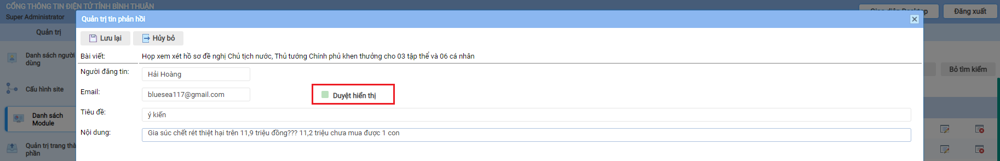 CỔNG THÔNG TIN ĐIỆN TỬ TỈNH BÌNH THUẬN
Super Administrator
Giao diện Desktop
Đăng xuất
Quản trị tin phản hồi
Quản trị
Lưu lại
Hủy bỏ
Danh sách người dùng
Bài viết:
Họp xem xét hồ sơ đề nghị Chủ tịch nước, Thủ tướng Chính phủ khen thưởng cho 03 tập thể và 06 cá nhân
Người đăng tin:
Hải Hoàng
Bỏ tìm kiếm
Cấu hình site
Email:
bluesea117@gmail.com
Duyệt hiển thị
Danh sách
Module
Tiêu đề:
ý kiến
Nội dung:
Gia súc chết rét thiệt hại trên 11,9 triệu đồng??? 11,2 triệu chưa mua được 1 con
Quản trị trang thà
phần